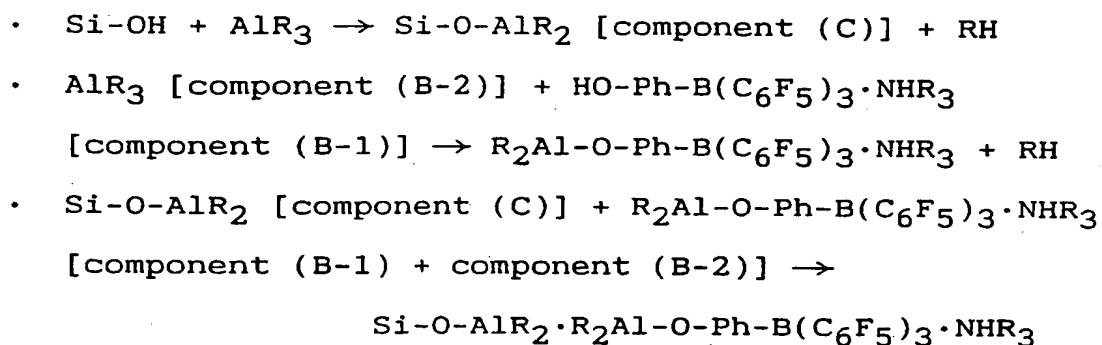 · Si-OH + AlR₃ → Si-O-AlR₂ [component (C)] + RH
· AlR₃ [component (B-2)] + HO-Ph-B(C₆F₅)₃·NHR₃
[component (B-1)] → R₂Al-O-Ph-B(C₆F₅)₃·NHR₃ + RH
· Si-O-AlR₂ [component (C)] + R₂Al-O-Ph-B(C₆F₅)₃·NHR₃
[component (B-1) + component (B-2)] →
Si-O-AlR₂·R₂Al-O-Ph-B(C₆F₅)₃·NHR₃